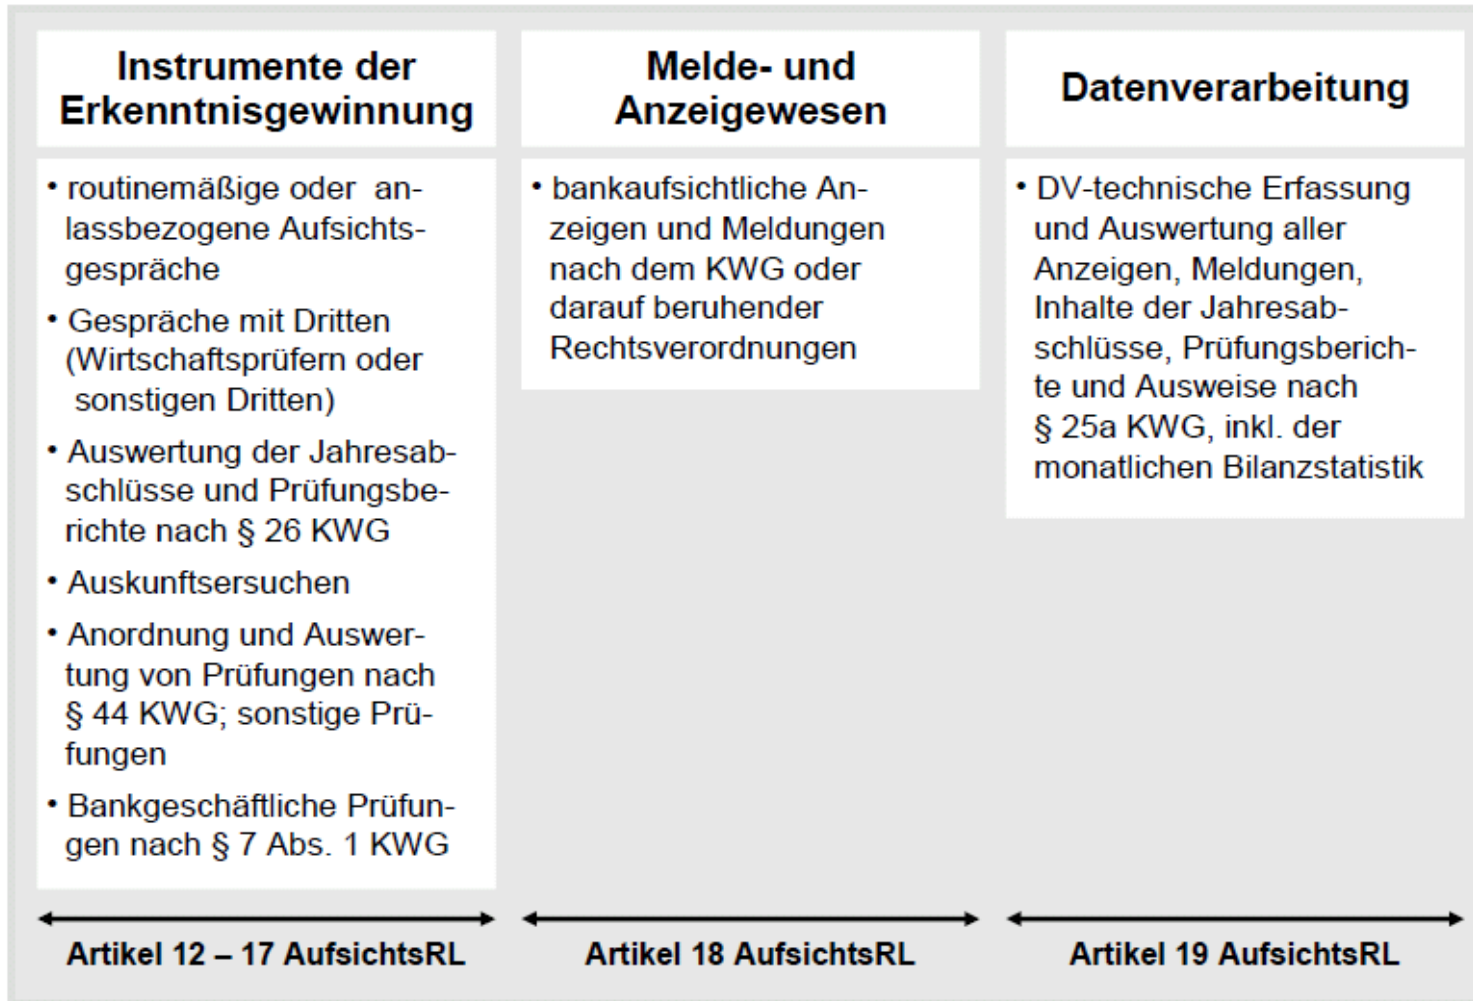 Instrumente der
Erkenntnisgewinnung
• routinemäßige oder an-
lassbezogene Aufsichts-
gespräche
• Gespräche mit Dritten
(Wirtschaftsprüfern oder
sonstigen Dritten)
• Auswertung der Jahresab-
schlüsse und Prüfungsbe-
richte nach § 26 KWG
• Auskunftsersuchen
• Anordnung und Auswer-
tung von Prüfungen nach
§ 44 KWG; sonstige Prü-
fungen
• Bankgeschäftliche Prüfun-
gen nach § 7 Abs. 1 KWG
Artikel 12 – 17 AufsichtsRL
Melde- und
Anzeigewesen
• bankaufsichtliche An-
zeigen und Meldungen
nach dem KWG oder
darauf beruhender
Rechtsverordnungen
Artikel 18 AufsichtsRL
Datenverarbeitung
• DV-technische Erfassung
und Auswertung aller
Anzeigen, Meldungen,
Inhalte der Jahresab-
schlüsse, Prüfungsberich-
te und Ausweise nach
§ 25a KWG, inkl. der
monatlichen Bilanzstatistik
Artikel 19 AufsichtsRL